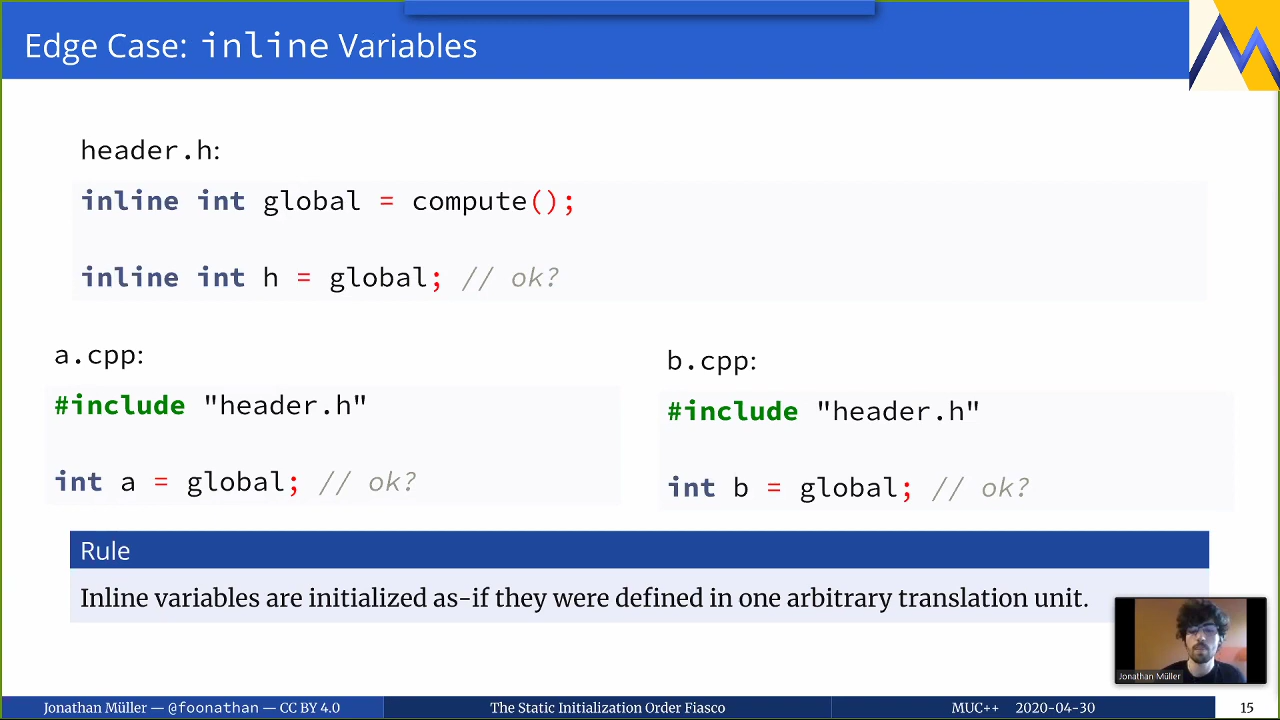 Edge Case: inline Variables
header.h:
inline int global = compute();
inline int h = global; // ok?
a.cpp:
#include "header.h"
int a = global; // ok?
b.cpp:
#include "header.h"
int b = global; // ok?
Rule
Inline variables are initialized as-if they were defined in one arbitrary translation unit.
Jonathan Müller
Jonathan Müller — @foonathan — CC BY 4.0
The Static Initialization Order Fiasco
MUC++ 2020-04-30
15